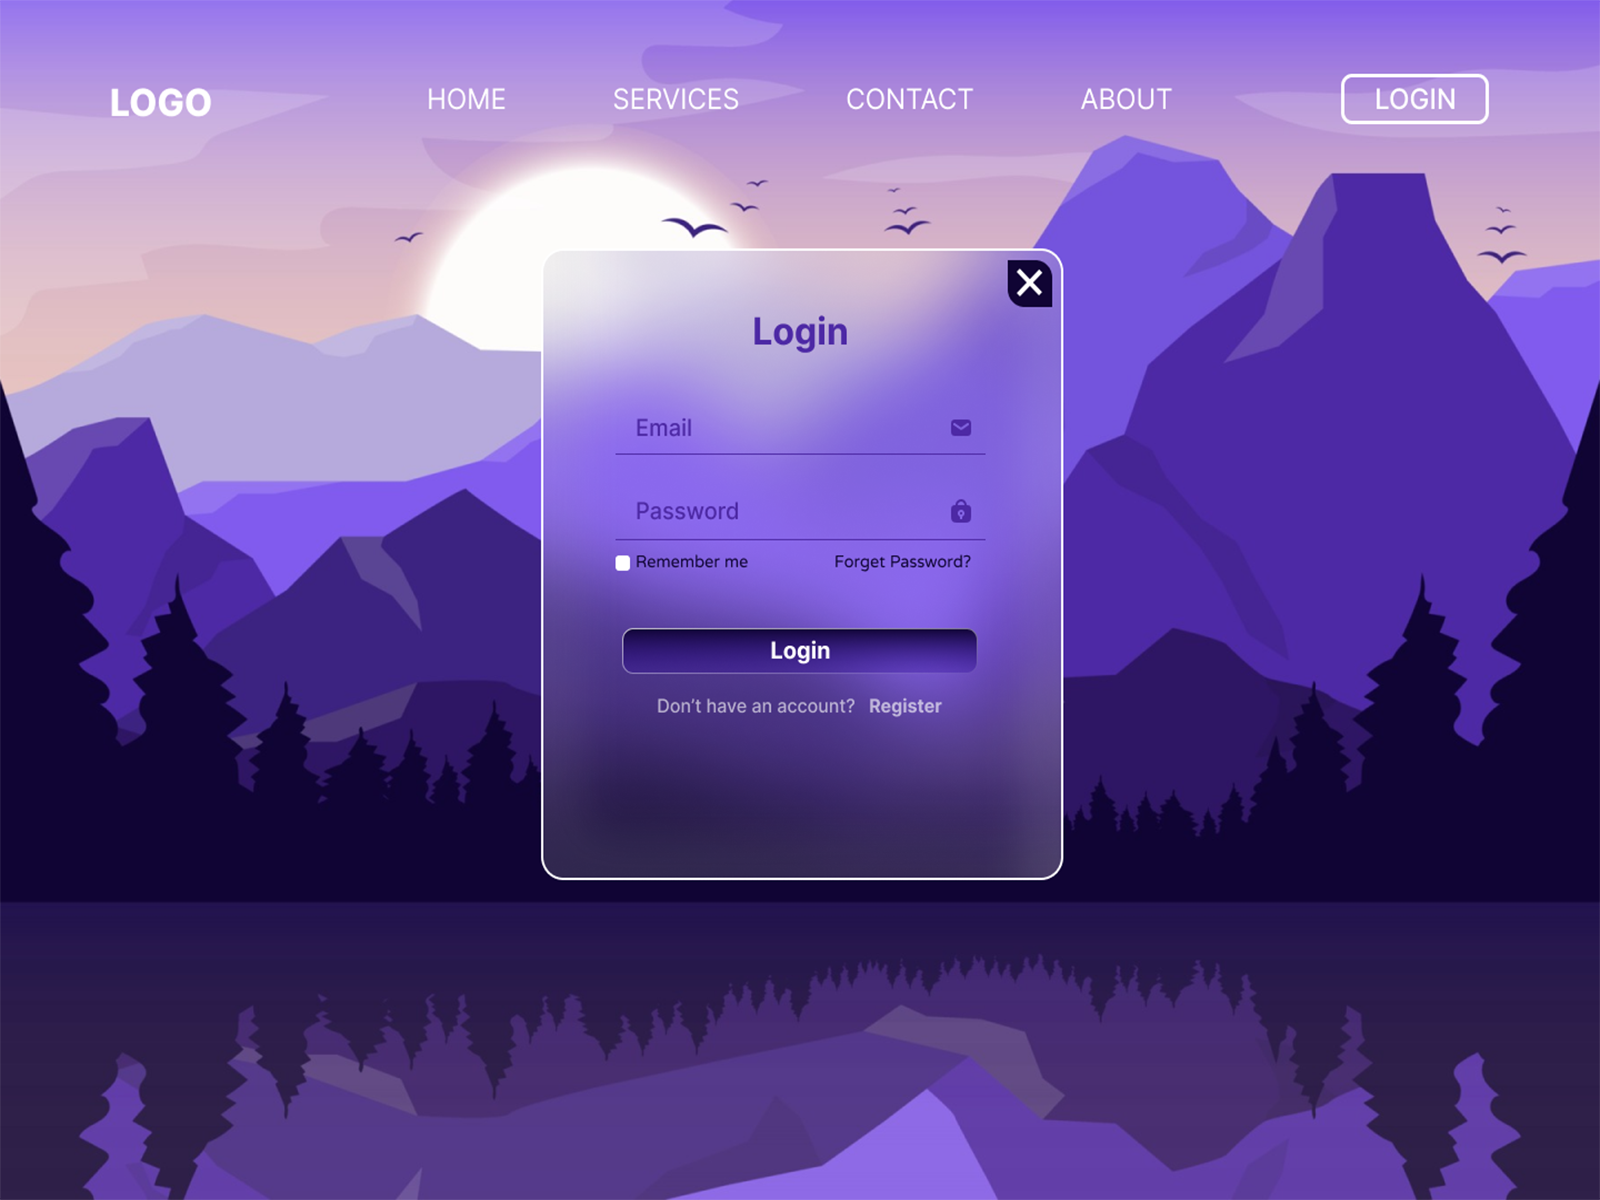 LOGO HOME SERVICES CONTACT ABOUT LOGIN
Login
Email
Password
Remember me Forget Password?
Login
Don’t have an account? Register